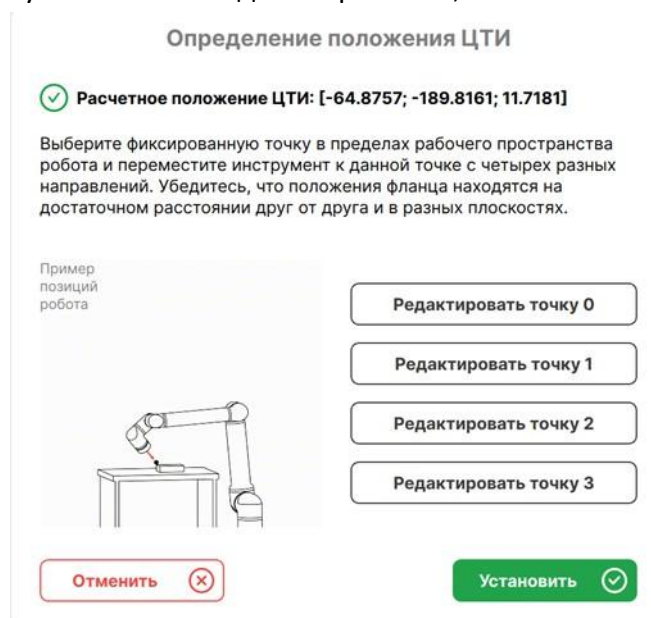 Определение положения ЦТИ
Расчетное положение ЦТИ: [-64.8757; -189.8161; 11.7181]
Выберите фиксированную точку в пределах рабочего пространства
робота и переместите инструмент к данной точке с четырех разных
направлений. Убедитесь, что положения фланца находятся на
достаточном расстоянии друг от друга и в разных плоскостях.
Пример
позиций
робота
Редактировать точку 0
Редактировать точку 1
Редактировать точку 2
Редактировать точку 3
Отменить
Установить